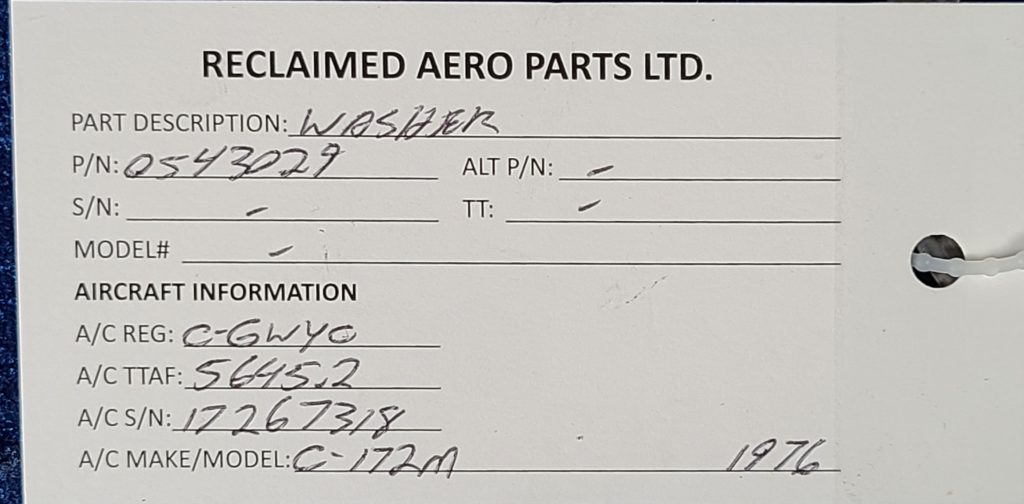 RECLAIMED AERO PARTS LTD.
PART DESCRIPTION: WASHER
P/N: 0543029 ALT P/N: -
S/N: - TT: -
MODEL# -
AIRCRAFT INFORMATION
A/C REG: C-GWYC
A/C TTAF: 5645.2
A/C S/N: 17267318
A/C MAKE/MODEL: C-172M 1976